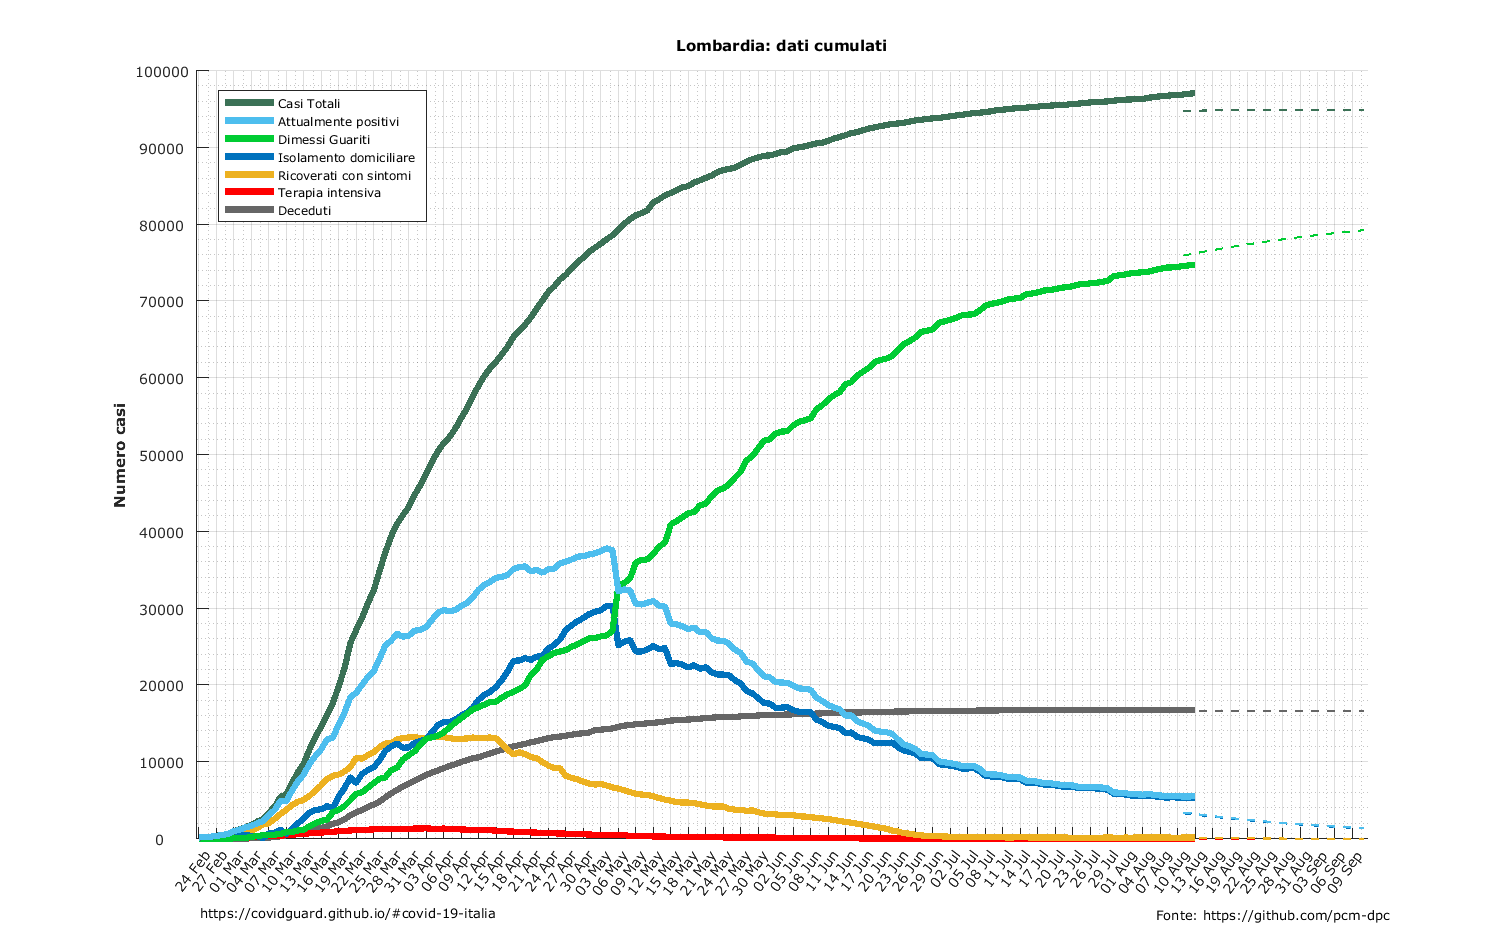 Lombardia: dati cumulati
100000
90000
80000
70000
60000
50000
40000
30000
20000
10000
0
Numero casi
Casi Totali
Attualmente positivi
Dimessi Guariti
Isolamento domiciliare
Ricoverati con sintomi
Terapia intensiva
Deceduti
24 Feb
27 Feb
01 Mar
04 Mar
07 Mar
10 Mar
13 Mar
16 Mar
19 Mar
22 Mar
25 Mar
28 Mar
31 Mar
03 Apr
06 Apr
09 Apr
12 Apr
15 Apr
18 Apr
21 Apr
24 Apr
27 Apr
30 Apr
03 May
06 May
09 May
12 May
15 May
18 May
21 May
24 May
27 May
30 May
02 Jun
05 Jun
08 Jun
11 Jun
14 Jun
17 Jun
20 Jun
23 Jun
26 Jun
29 Jun
02 Jul
05 Jul
08 Jul
11 Jul
14 Jul
17 Jul
20 Jul
23 Jul
26 Jul
29 Jul
01 Aug
04 Aug
07 Aug
10 Aug
13 Aug
16 Aug
19 Aug
22 Aug
25 Aug
28 Aug
31 Aug
03 Sep
06 Sep
09 Sep
https://covidguard.github.io/#covid-19-italia
Fonte: https://github.com/pcm-dpc